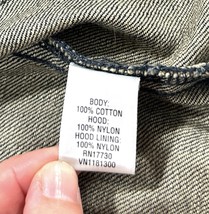 BODY:
100% COTTON
HOOD:
100% NYLON
HOOD LINING:
100% NYLON
RN17730
VN1181300